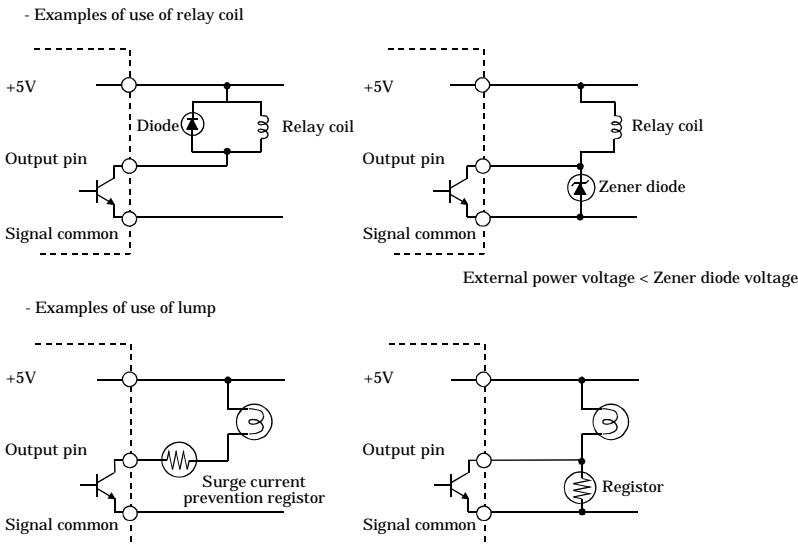 - Examples of use of relay coil
+5V
Diode
Relay coil
Output pin
Signal common
+5V
Relay coil
Output pin
Zener diode
Signal common
External power voltage < Zener diode voltage
- Examples of use of lump
+5V
Output pin
Surge current
prevention registor
Signal common
+5V
Output pin
Registor
Signal common